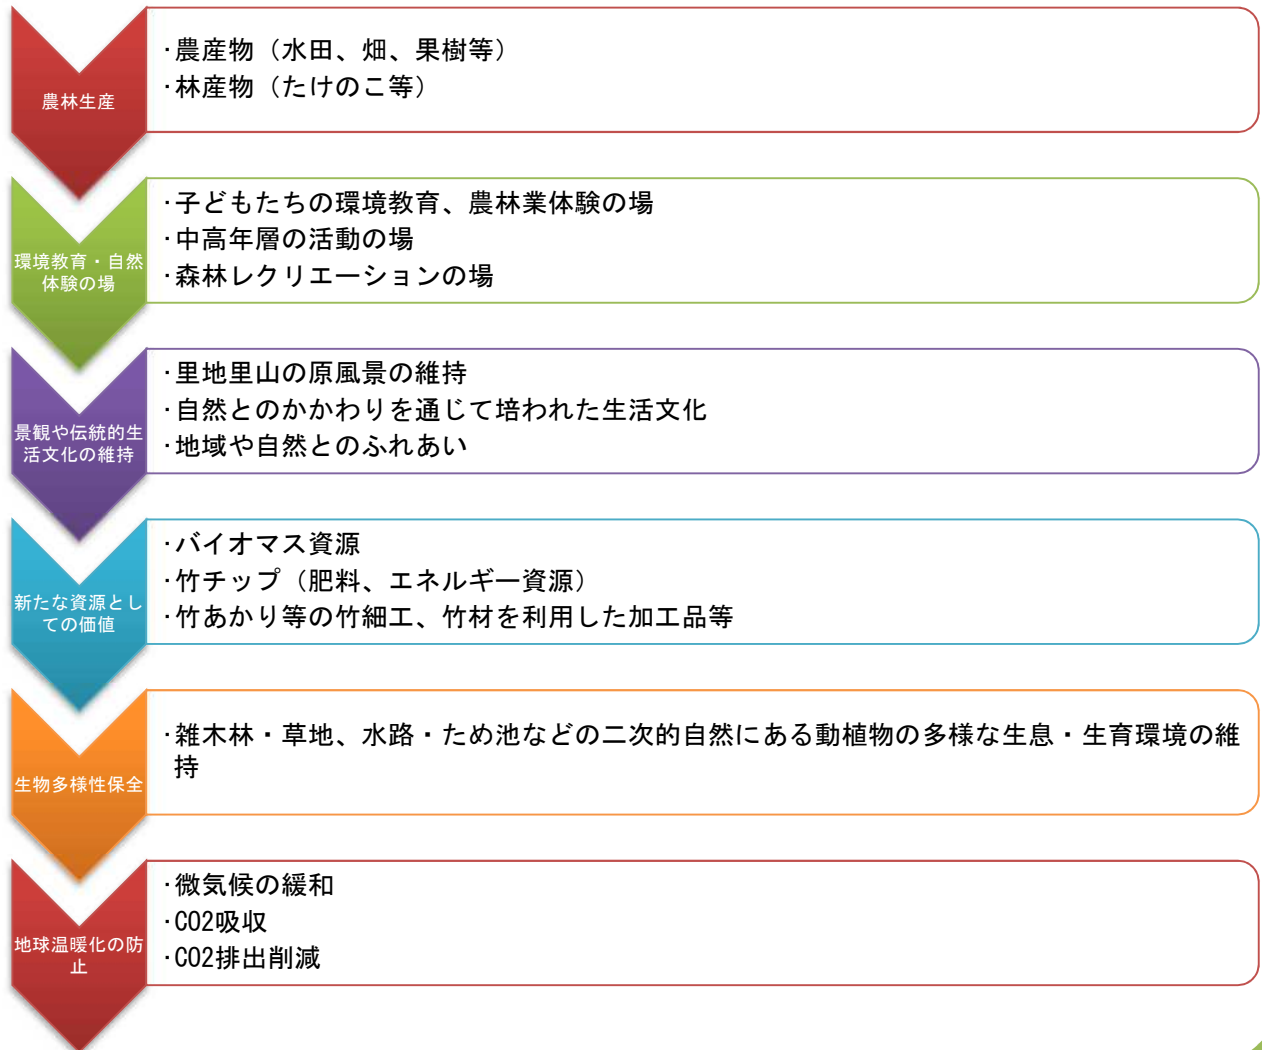 農林生産
·農産物（水田、畑、果樹等）
·林産物（たけのこ等）
環境教育・自然
体験の場
·子どもたちの環境教育、農林業体験の場
·中高年層の活動の場
·森林レクリエーションの場
景観や伝統的生
活文化の維持
·里地里山の原風景の維持
·自然とのかかわりを通じて培われた生活文化
·地域や自然とのふれあい
新たな資源とし
ての価値
·バイオマス資源
·竹チップ（肥料、エネルギー資源）
·竹あかり等の竹細工、竹材を利用した加工品等
生物多様性保全
·雑木林・草地、水路・ため池などの二次的自然にある動植物の多様な生息・生育環境の維
持
地球温暖化の防
止
·微気候の緩和
·CO2吸収
·CO2排出削減